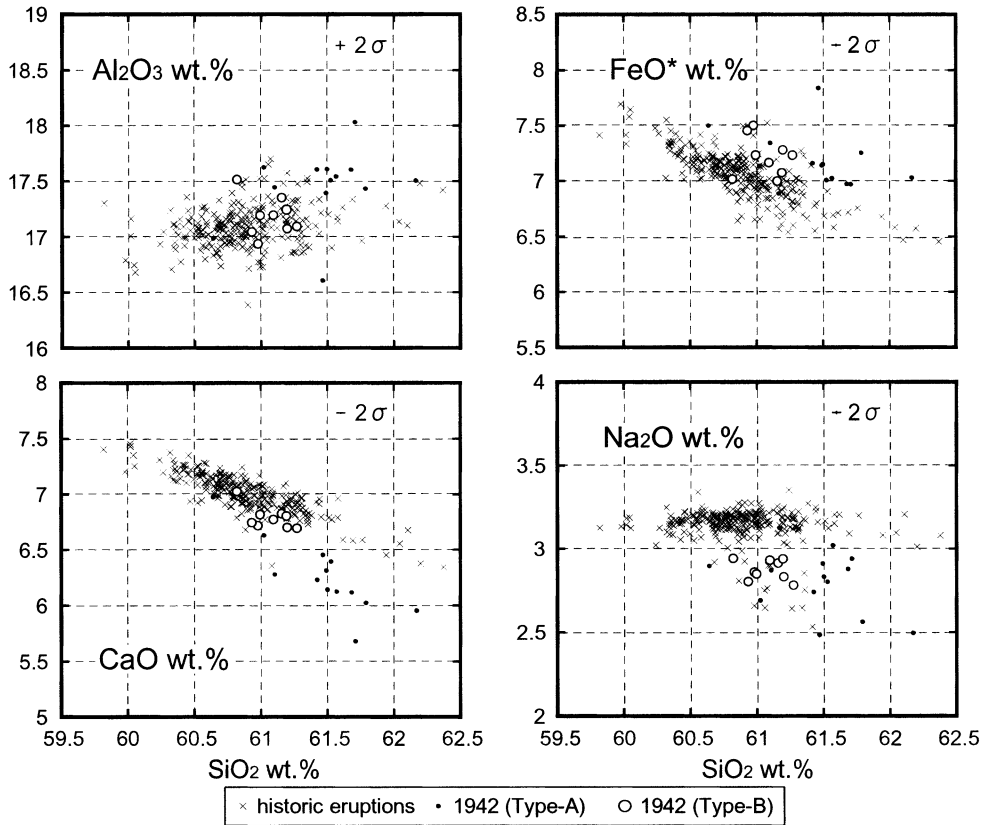 19
18.5
18
17.5
17
16.5
16
Al₂O₃ wt.%
+ 2 σ
8.5
8
7.5
7
6.5
6
5.5
FeO* wt.%
- 2 σ
8
7.5
7
6.5
6
5.5
5
CaO wt.%
- 2 σ
4
3.5
3
2.5
2
Na₂O wt.%
- 2 σ
59.5 60 60.5 61 61.5 62 62.5
SiO₂ wt.%
59.5 60 60.5 61 61.5 62 62.5
SiO₂ wt.%
× historic eruptions • 1942 (Type-A) ○ 1942 (Type-B)